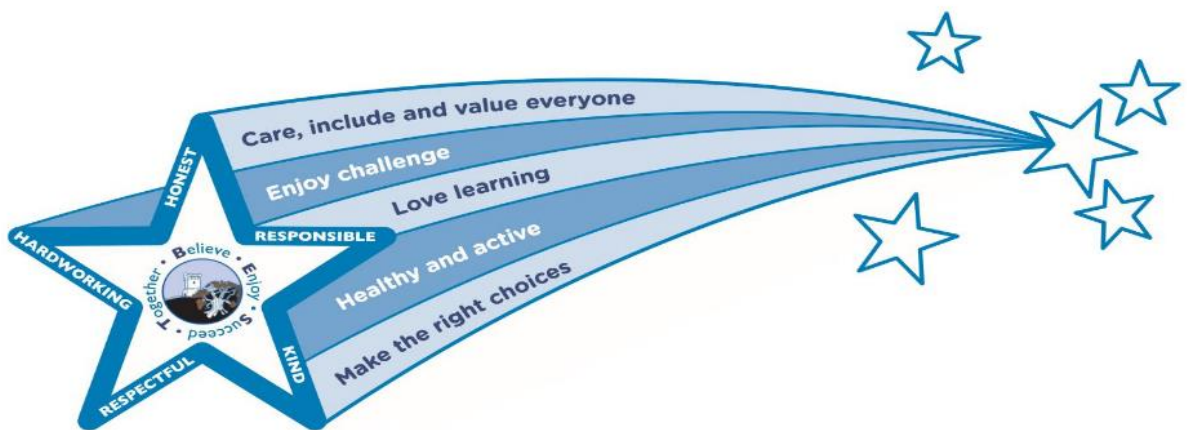 Care, include and value everyone
Enjoy challenge
Love learning
Healthy and active
Make the right choices
HONEST
RESPONSIBLE
KIND
RESPECTFUL
HARDWORKING
Believe • Enjoy • Succeed • Together •